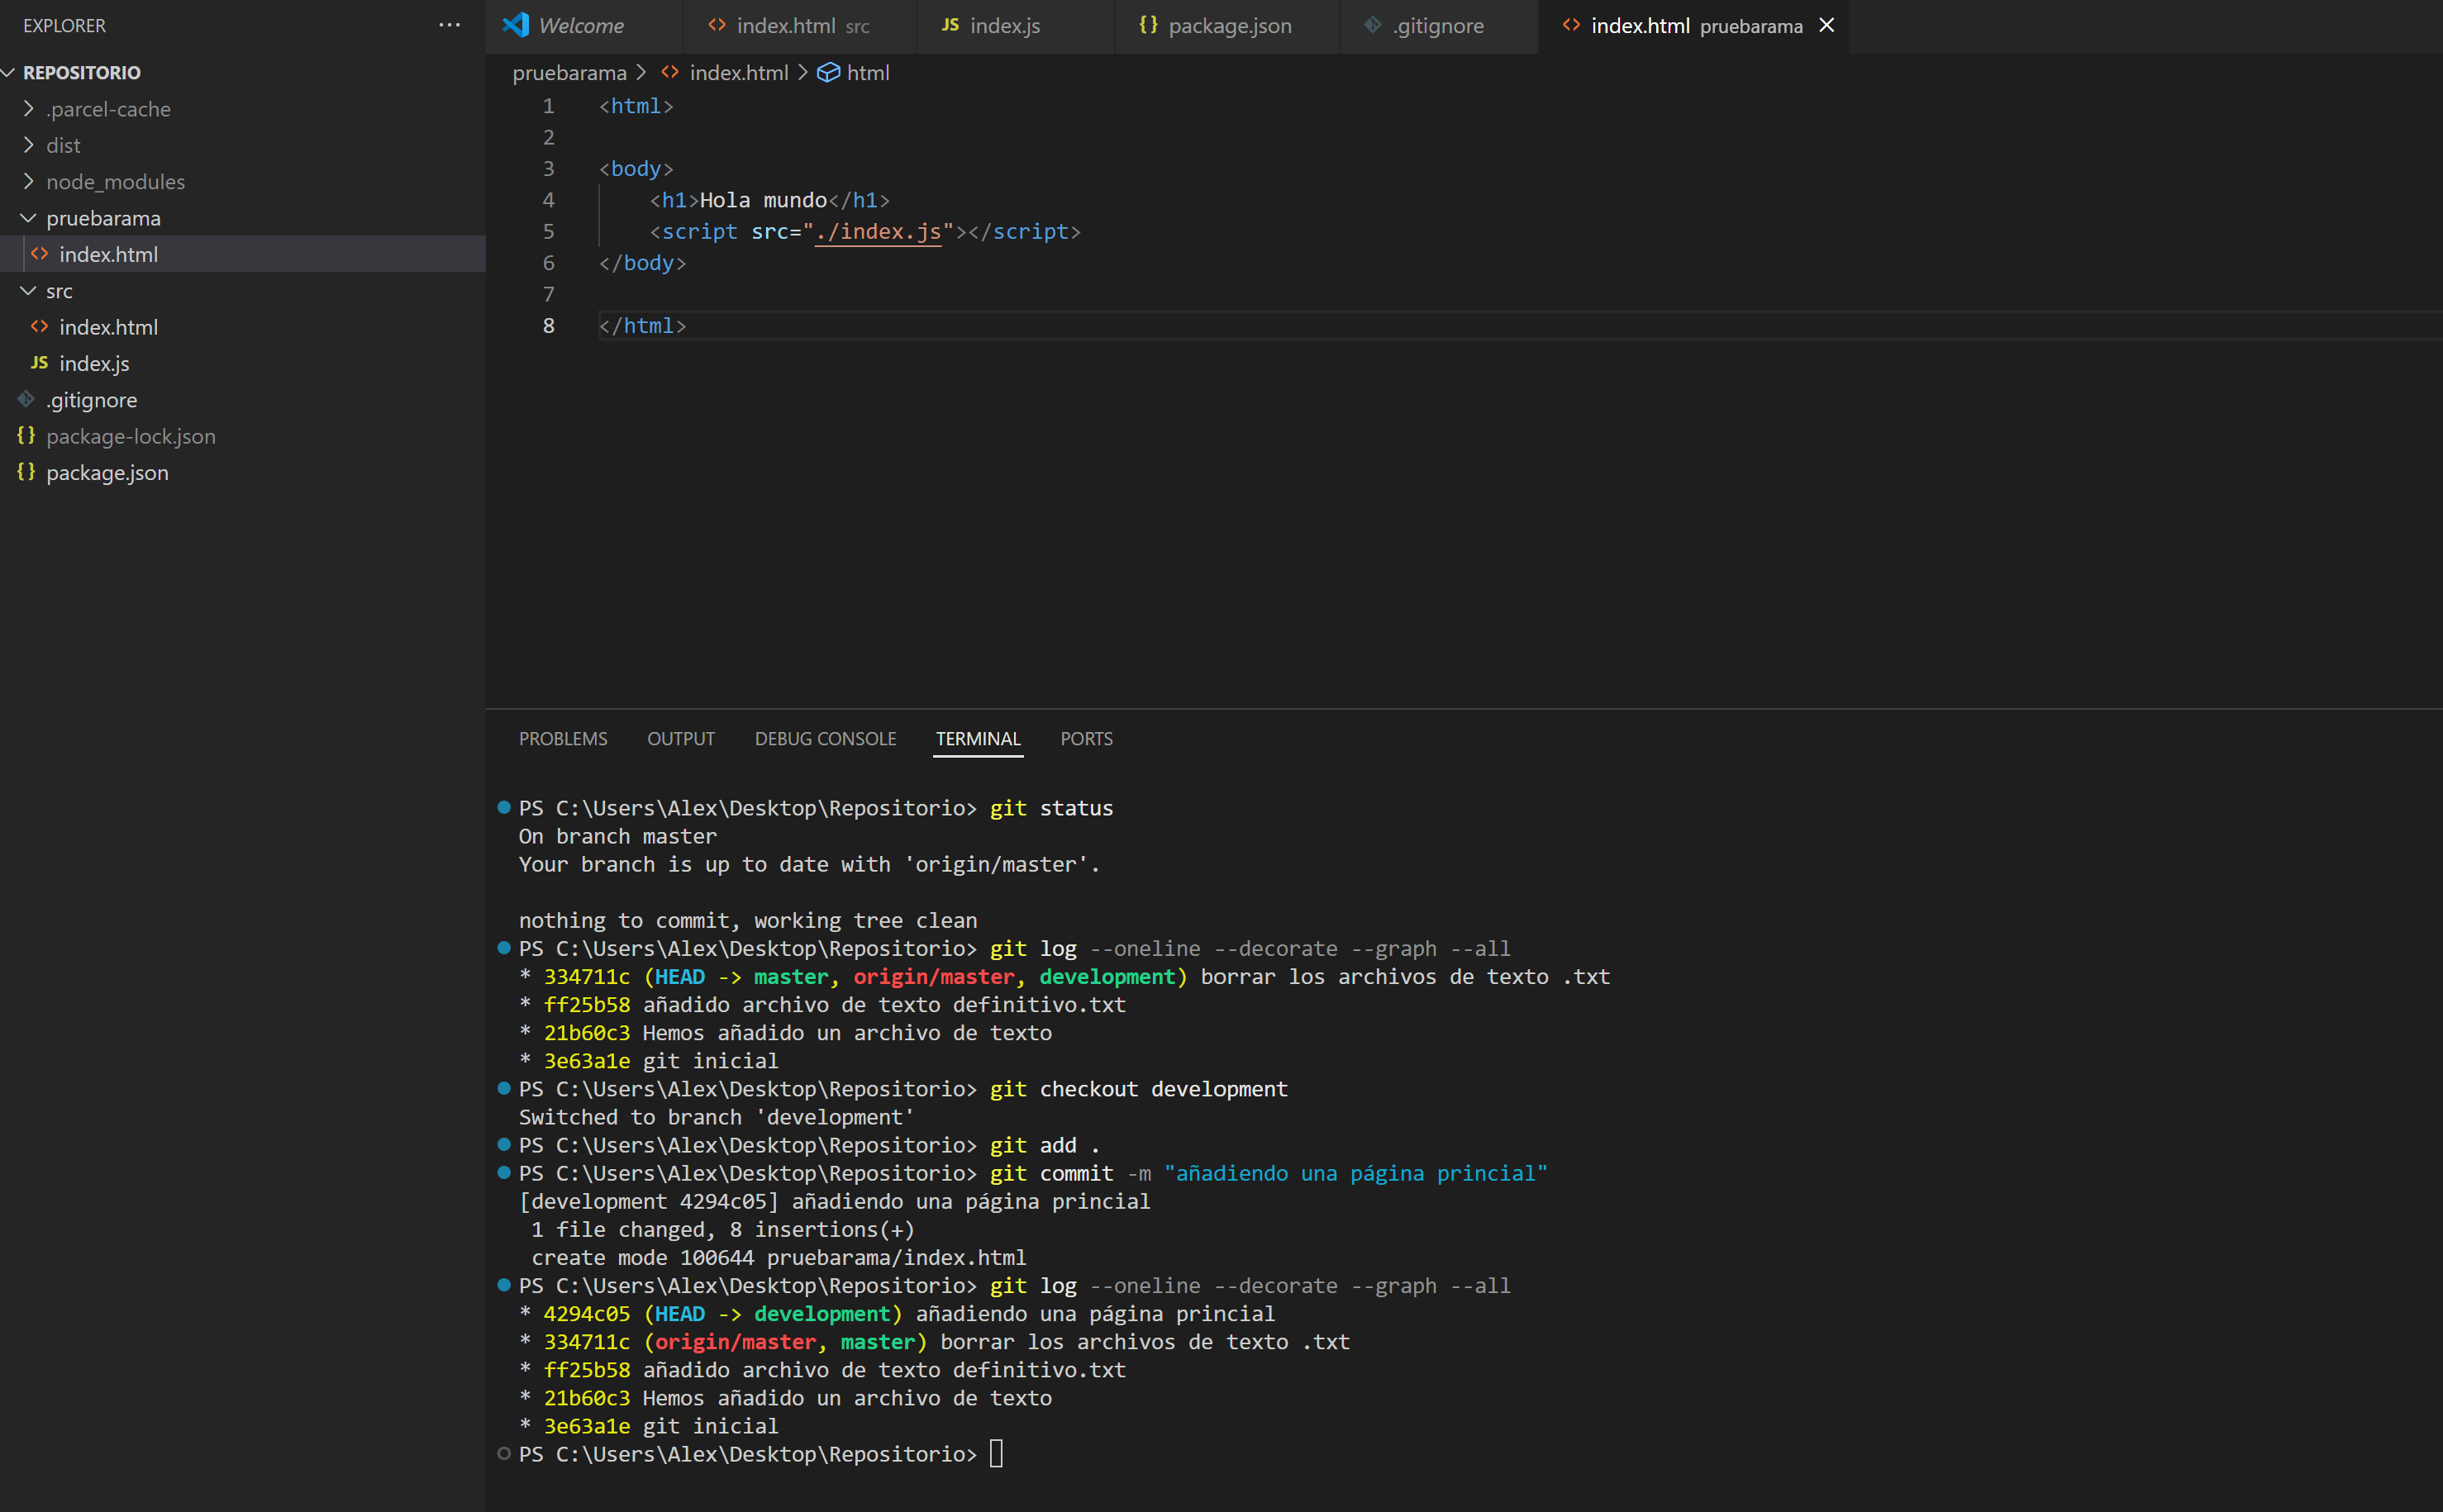 EXPLORER
REPOSITORIO
.parcel-cache
dist
node_modules
pruebarama
index.html
src
index.html
JS index.js
.gitignore
{} package-lock.json
{} package.json
Welcome
<> index.html src
JS index.js
{} package.json
.gitignore
<> index.html pruebarama
pruebarama > <> index.html > html
1 <html>
2
3 <body>
4 <h1>Hola mundo</h1>
5 <script src="./index.js"></script>
6 </body>
7
8 </html>
PROBLEMS OUTPUT DEBUG CONSOLE TERMINAL PORTS
PS C:\Users\Alex\Desktop\Repositorio> git status
On branch master
Your branch is up to date with 'origin/master'.
nothing to commit, working tree clean
PS C:\Users\Alex\Desktop\Repositorio> git log --oneline --decorate --graph --all
* 334711c (HEAD -> master, origin/master, development) borrar los archivos de texto .txt
* ff25b58 añadido archivo de texto definitivo.txt
* 21b60c3 Hemos añadido un archivo de texto
* 3e63a1e git inicial
PS C:\Users\Alex\Desktop\Repositorio> git checkout development
Switched to branch 'development'
PS C:\Users\Alex\Desktop\Repositorio> git add .
PS C:\Users\Alex\Desktop\Repositorio> git commit -m "añadiendo una página princial"
[development 4294c05] añadiendo una página princial
1 file changed, 8 insertions(+)
create mode 100644 pruebarama/index.html
PS C:\Users\Alex\Desktop\Repositorio> git log --oneline --decorate --graph --all
* 4294c05 (HEAD -> development) añadiendo una página princial
* 334711c (origin/master, master) borrar los archivos de texto .txt
* ff25b58 añadido archivo de texto definitivo.txt
* 21b60c3 Hemos añadido un archivo de texto
* 3e63a1e git inicial
PS C:\Users\Alex\Desktop\Repositorio>